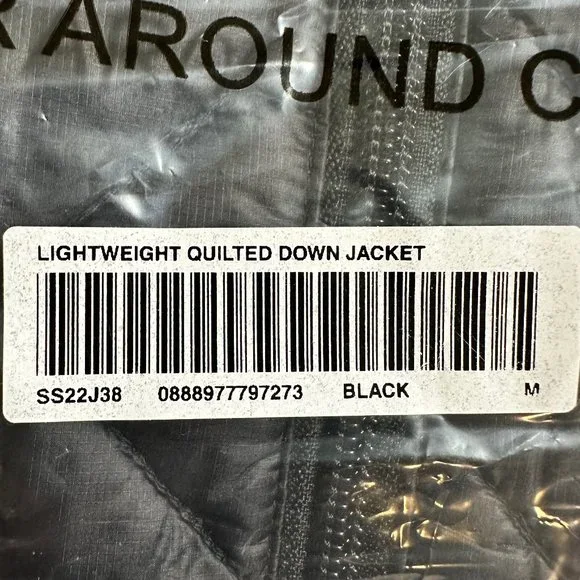 AROUND C
LIGHTWEIGHT QUILTED DOWN JACKET
SS22J38 0888977797273 BLACK M